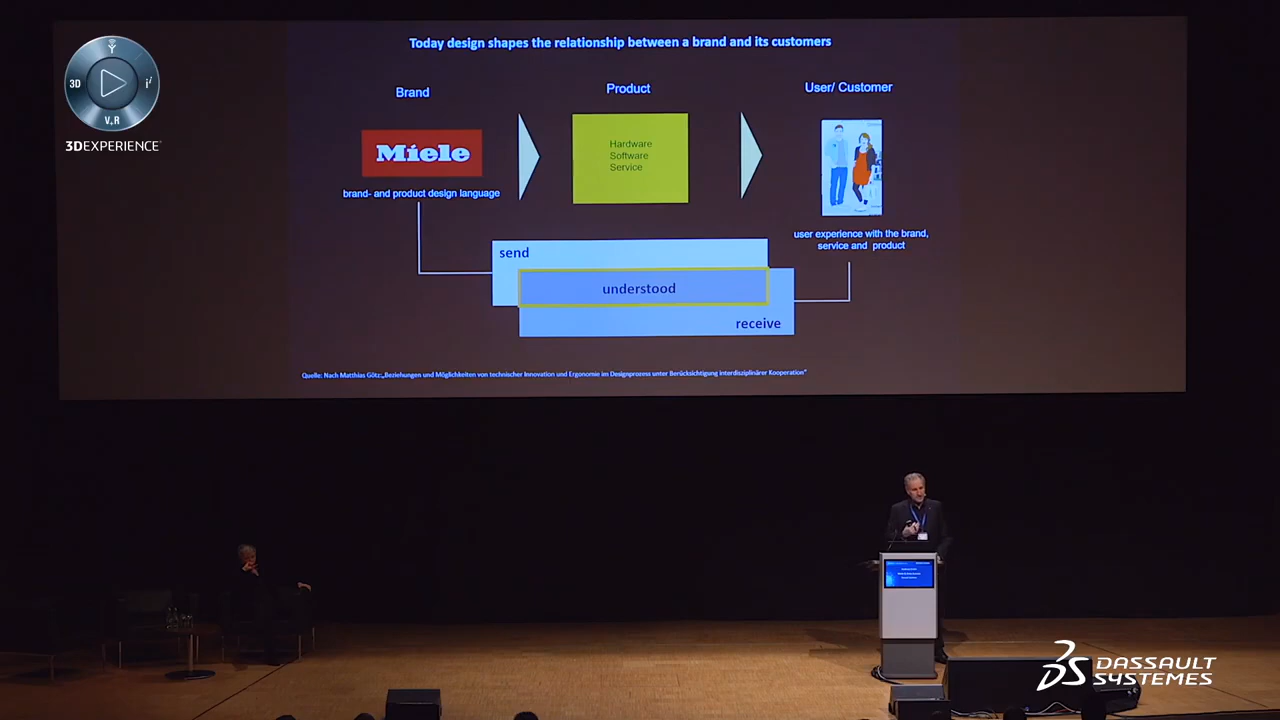 Today design shapes the relationship between a brand and its customers
Brand
Product
User/ Customer
3D
i
V,R
3DEXPERIENCE
Miele
Hardware
Software
Service
brand- and product design language
user experience with the brand,
service and product
send
understood
receive
Quelle: Nach Matthias Götz:„Beziehungen und Möglichkeiten von technischer Innovation und Ergonomie im Designprozess unter Berücksichtigung interdisziplinärer Kooperation"
DASSAULT
SYSTEMES